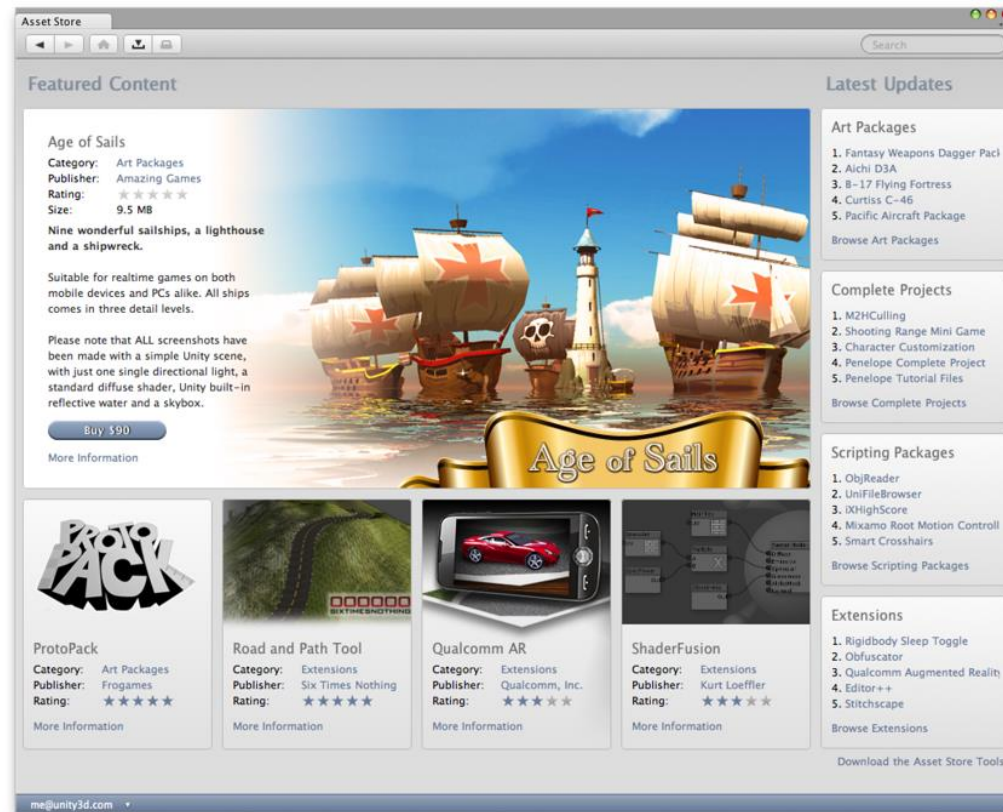 Asset Store
Search
Featured Content
Age of Sails
Category: Art Packages
Publisher: Amazing Games
Rating:
Size: 9.5 MB
Nine wonderful sailships, a lighthouse
and a shipwreck.
Suitable for realtime games on both
mobile devices and PCs alike. All ships
comes in three detail levels.
Please note that ALL screenshots have
been made with a simple Unity scene,
with just one single directional light, a
standard diffuse shader, Unity built-in
reflective water and a skybox.
Buy $90
More Information
Age of Sails
PROTO
PACK
ProtoPack
Category: Art Packages
Publisher: Frogames
Rating:
More Information
SIXTIMESNOTHING
Road and Path Tool
Category: Extensions
Publisher: Six Times Nothing
Rating:
More Information
Qualcomm AR
Category: Extensions
Publisher: Qualcomm, Inc.
Rating:
More Information
ShaderFusion
Category: Extensions
Publisher: Kurt Loeffler
Rating:
More Information
Latest Updates
Art Packages
1. Fantasy Weapons Dagger Pack
2. Aichi D3A
3. B-17 Flying Fortress
4. Curtiss C-46
5. Pacific Aircraft Package
Browse Art Packages
Complete Projects
1. M2HCulling
2. Shooting Range Mini Game
3. Character Customization
4. Penelope Complete Project
5. Penelope Tutorial Files
Browse Complete Projects
Scripting Packages
1. ObjReader
2. UniFileBrowser
3. iXHighScore
4. Mixamo Root Motion Controll
5. Smart Crosshairs
Browse Scripting Packages
Extensions
1. Rigidbody Sleep Toggle
2. Obfuscator
3. Qualcomm Augmented Reality
4. Editor++
5. Stitchscape
Browse Extensions
Download the Asset Store Tools
me@unity3d.com